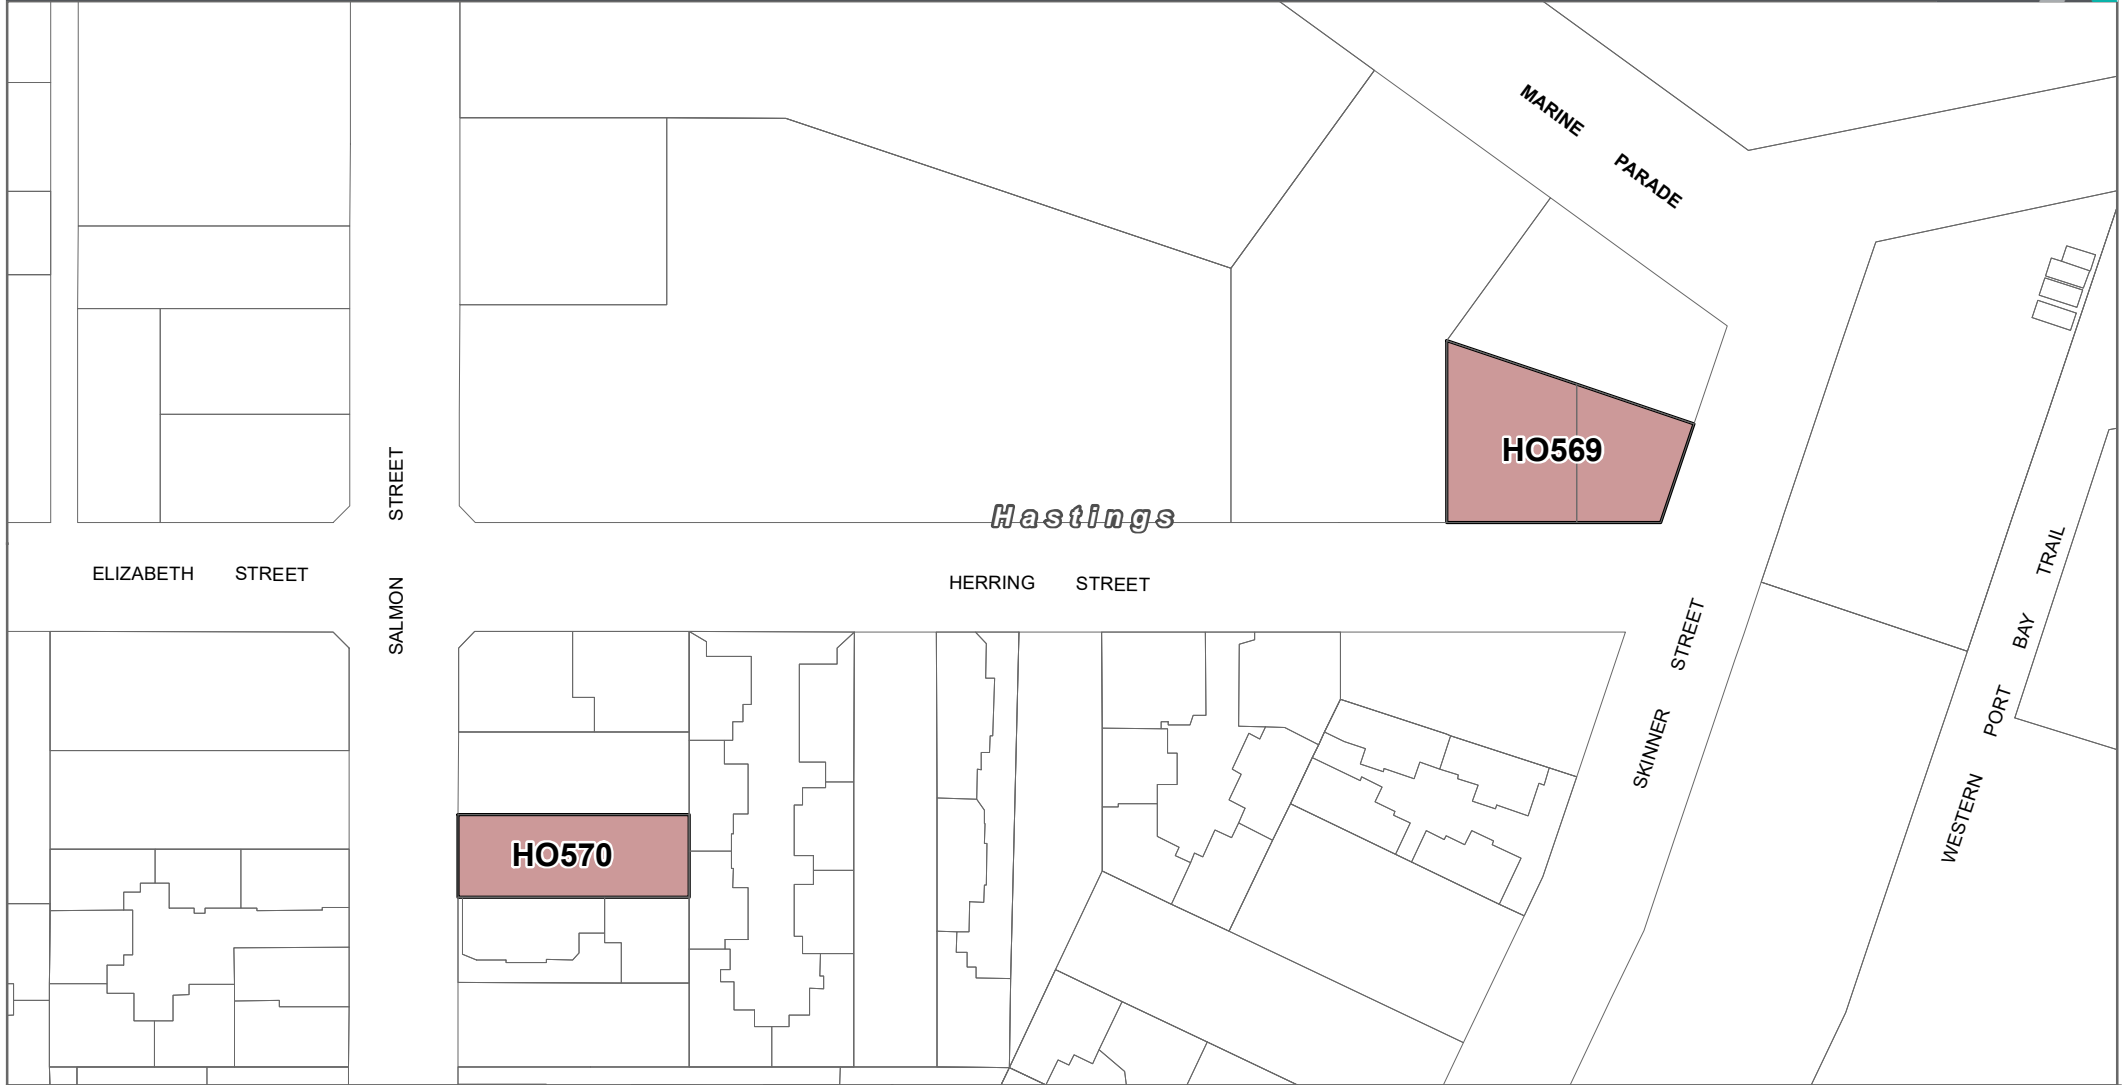 MARINE PARADE
HO569
Hastings
ELIZABETH STREET
SALMON STREET
HERRING STREET
SKINNER STREET
WESTERN PORT BAY TRAIL
HO570